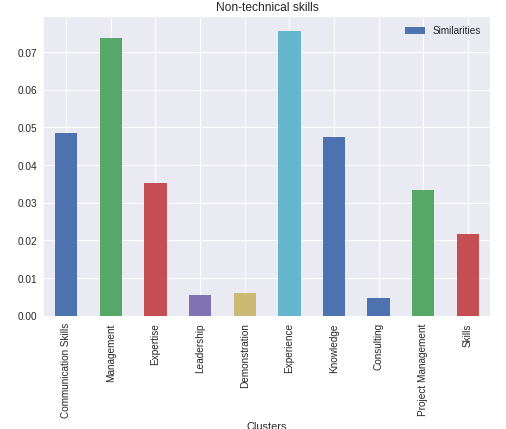 Non-technical skills
Similarities
0.07
0.06
0.05
0.04
0.03
0.02
0.01
0.00
Communication Skills
Management
Expertise
Leadership
Demonstration
Experience
Knowledge
Consulting
Project Management
Skills
Clusters